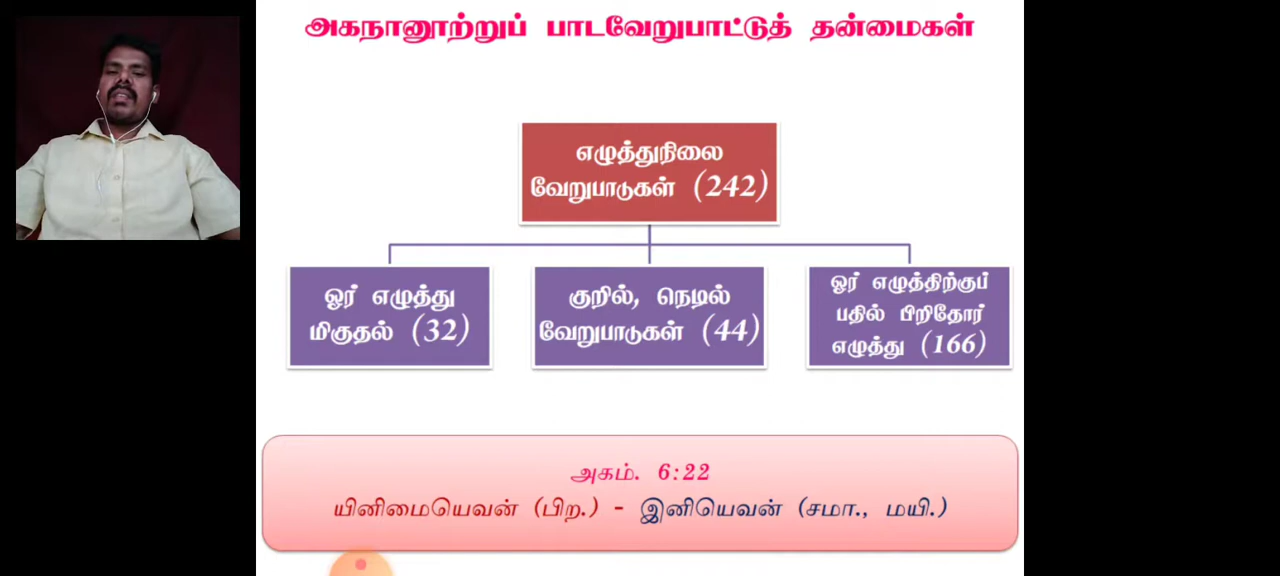 அகநானூற்றுப் பாடவேறுபாட்டுத் தன்மைகள்
எழுத்துநிலை
வேறுபாடுகள் (242)
ஓர் எழுத்து
மிகுதல் (32)
குறில், நெடில்
வேறுபாடுகள் (44)
ஓர் எழுத்திற்குப்
பதில் பிறிதோர்
எழுத்து (166)
அகம். 6:22
யினிமையெவன் (பிற.) - இனியெவன் (சமா., மயி.)